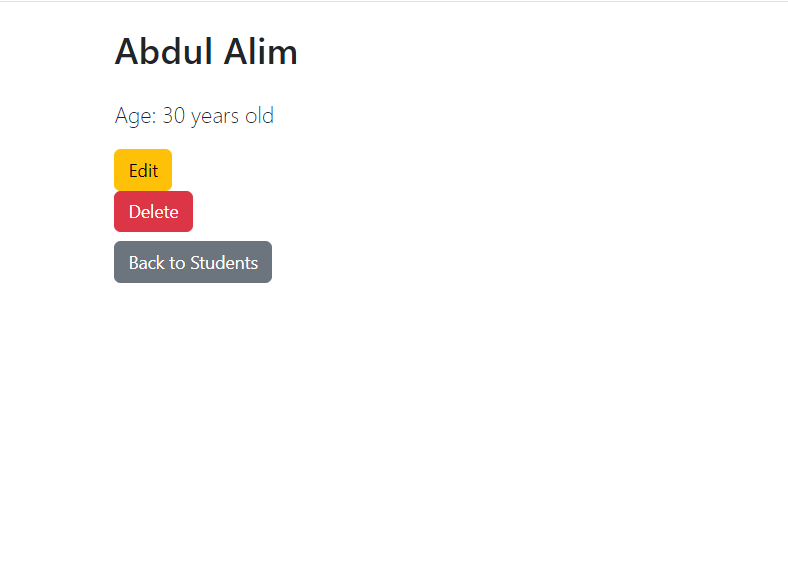 Abdul Alim
Age: 30 years old
Edit
Delete
Back to Students